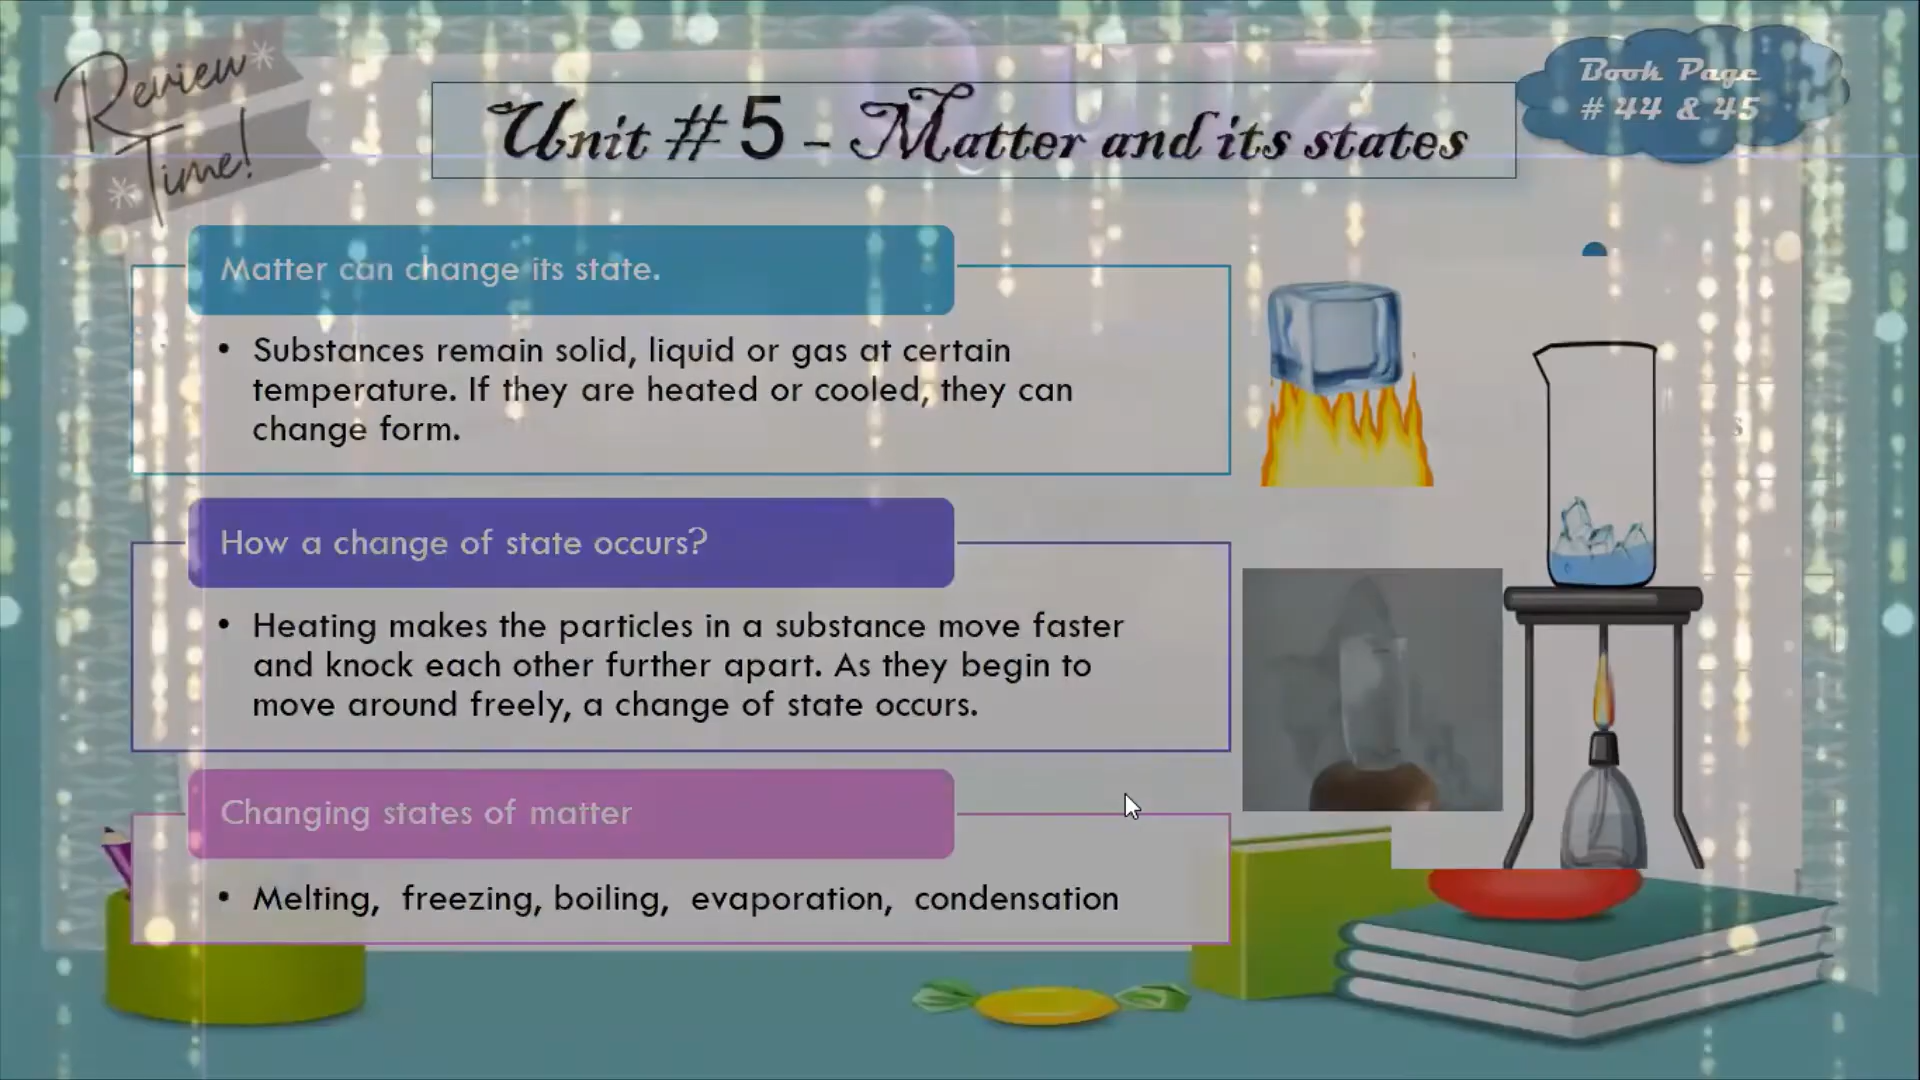 Review
Time!
Unit # 5 – Matter and its states
Book Page
# 44 & 45
Matter can change its state.
• Substances remain solid, liquid or gas at certain
temperature. If they are heated or cooled, they can
change form.
How a change of state occurs?
• Heating makes the particles in a substance move faster
and knock each other further apart. As they begin to
move around freely, a change of state occurs.
Changing states of matter
• Melting, freezing, boiling, evaporation, condensation